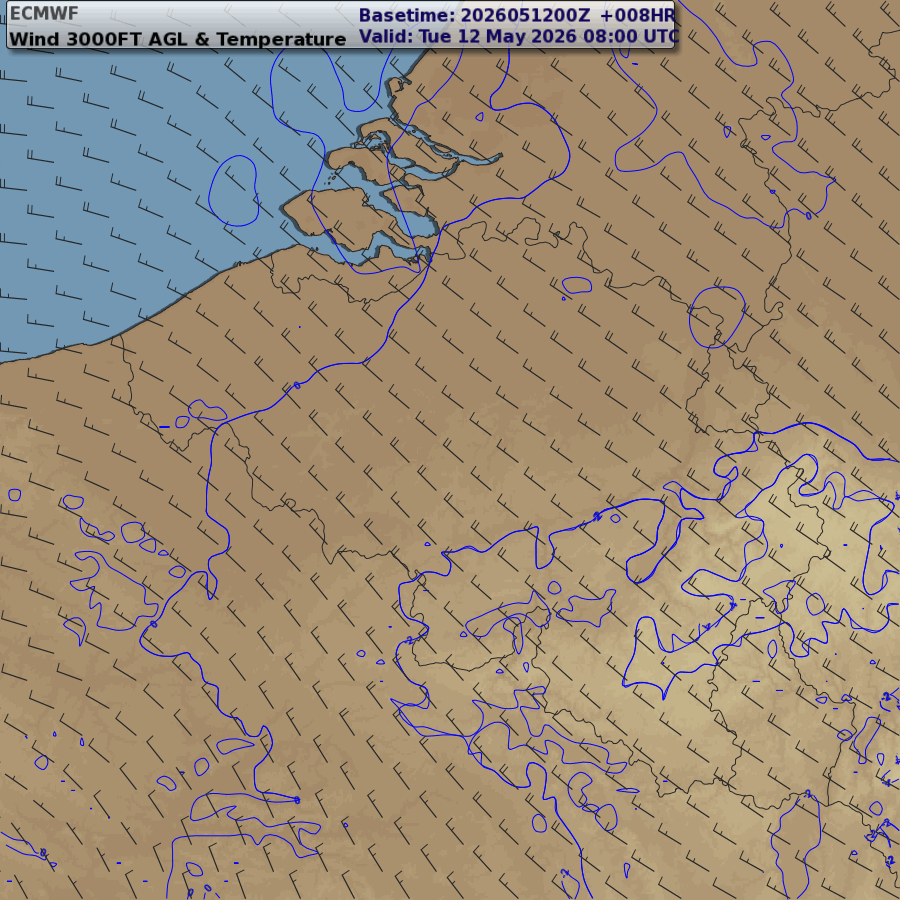 ECMWF
Basetime: 2026051200Z +008HR
Wind 3000FT AGL & Temperature
Valid: Tue 12 May 2026 08:00 UTC